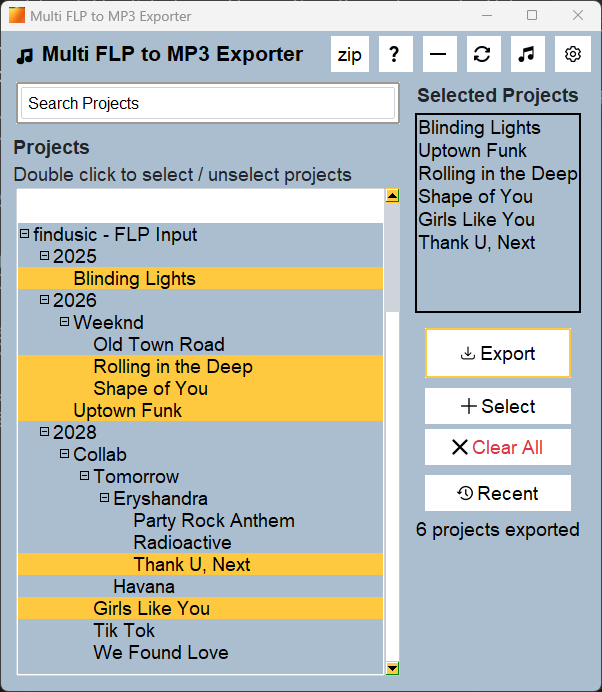 Multi FLP to MP3 Exporter
Multi FLP to MP3 Exporter
zip
?
Search Projects
Projects
Double click to select / unselect projects
findusic - FLP Input
2025
Blinding Lights
2026
Weeknd
Old Town Road
Rolling in the Deep
Shape of You
Uptown Funk
2028
Collab
Tomorrow
Eryshandra
Party Rock Anthem
Radioactive
Thank U, Next
Havana
Girls Like You
Tik Tok
We Found Love
Selected Projects
Blinding Lights
Uptown Funk
Rolling in the Deep
Shape of You
Girls Like You
Thank U, Next
Export
Select
Clear All
Recent
6 projects exported